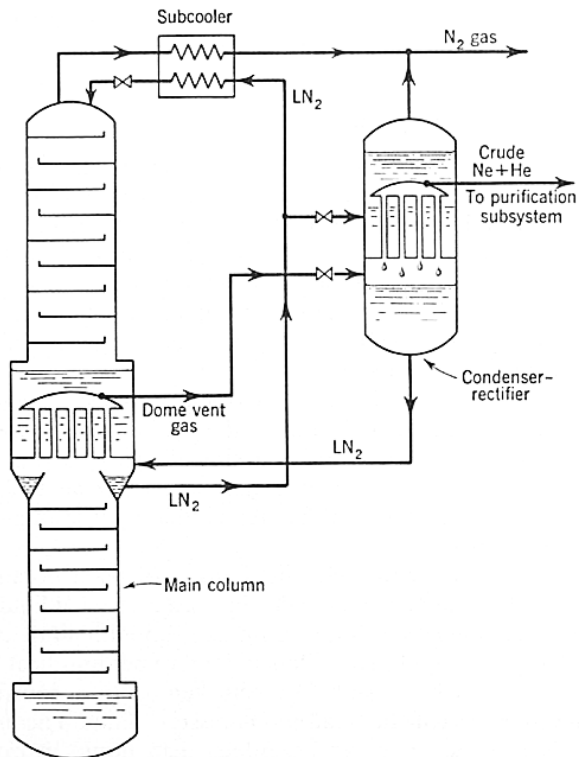 Subcooler
N₂ gas
LN₂
Crude
Ne+He
To purification
subsystem
Dome vent
gas
Condenser-
rectifier
LN₂
LN₂
Main column